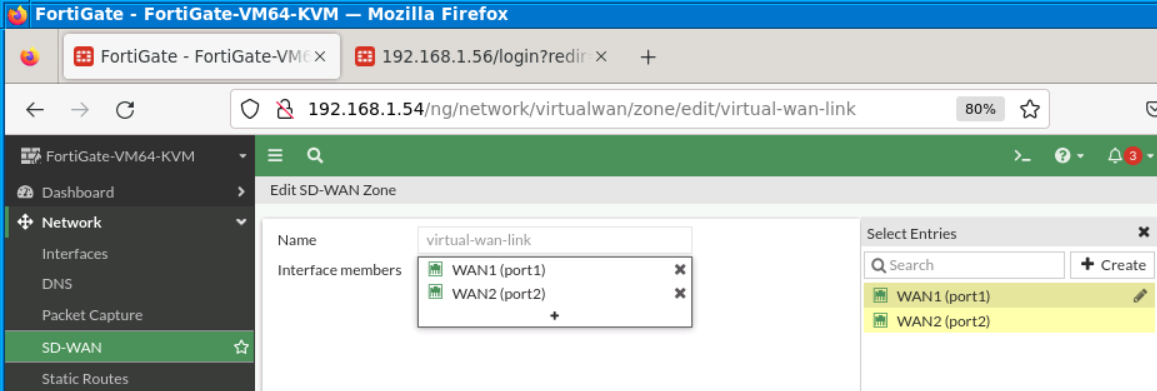 FortiGate - FortiGate-VM64-KVM — Mozilla Firefox
FortiGate - FortiGate-VM6
192.168.1.56/login?redir
192.168.1.54/ng/network/virtualwan/zone/edit/virtual-wan-link
80%
FortiGate-VM64-KVM
>_
3
Dashboard
Edit SD-WAN Zone
Network
Interfaces
DNS
Packet Capture
SD-WAN
Static Routes
Name
virtual-wan-link
Interface members
WAN1 (port1)
WAN2 (port2)
Select Entries
Search
Create
WAN1 (port1)
WAN2 (port2)